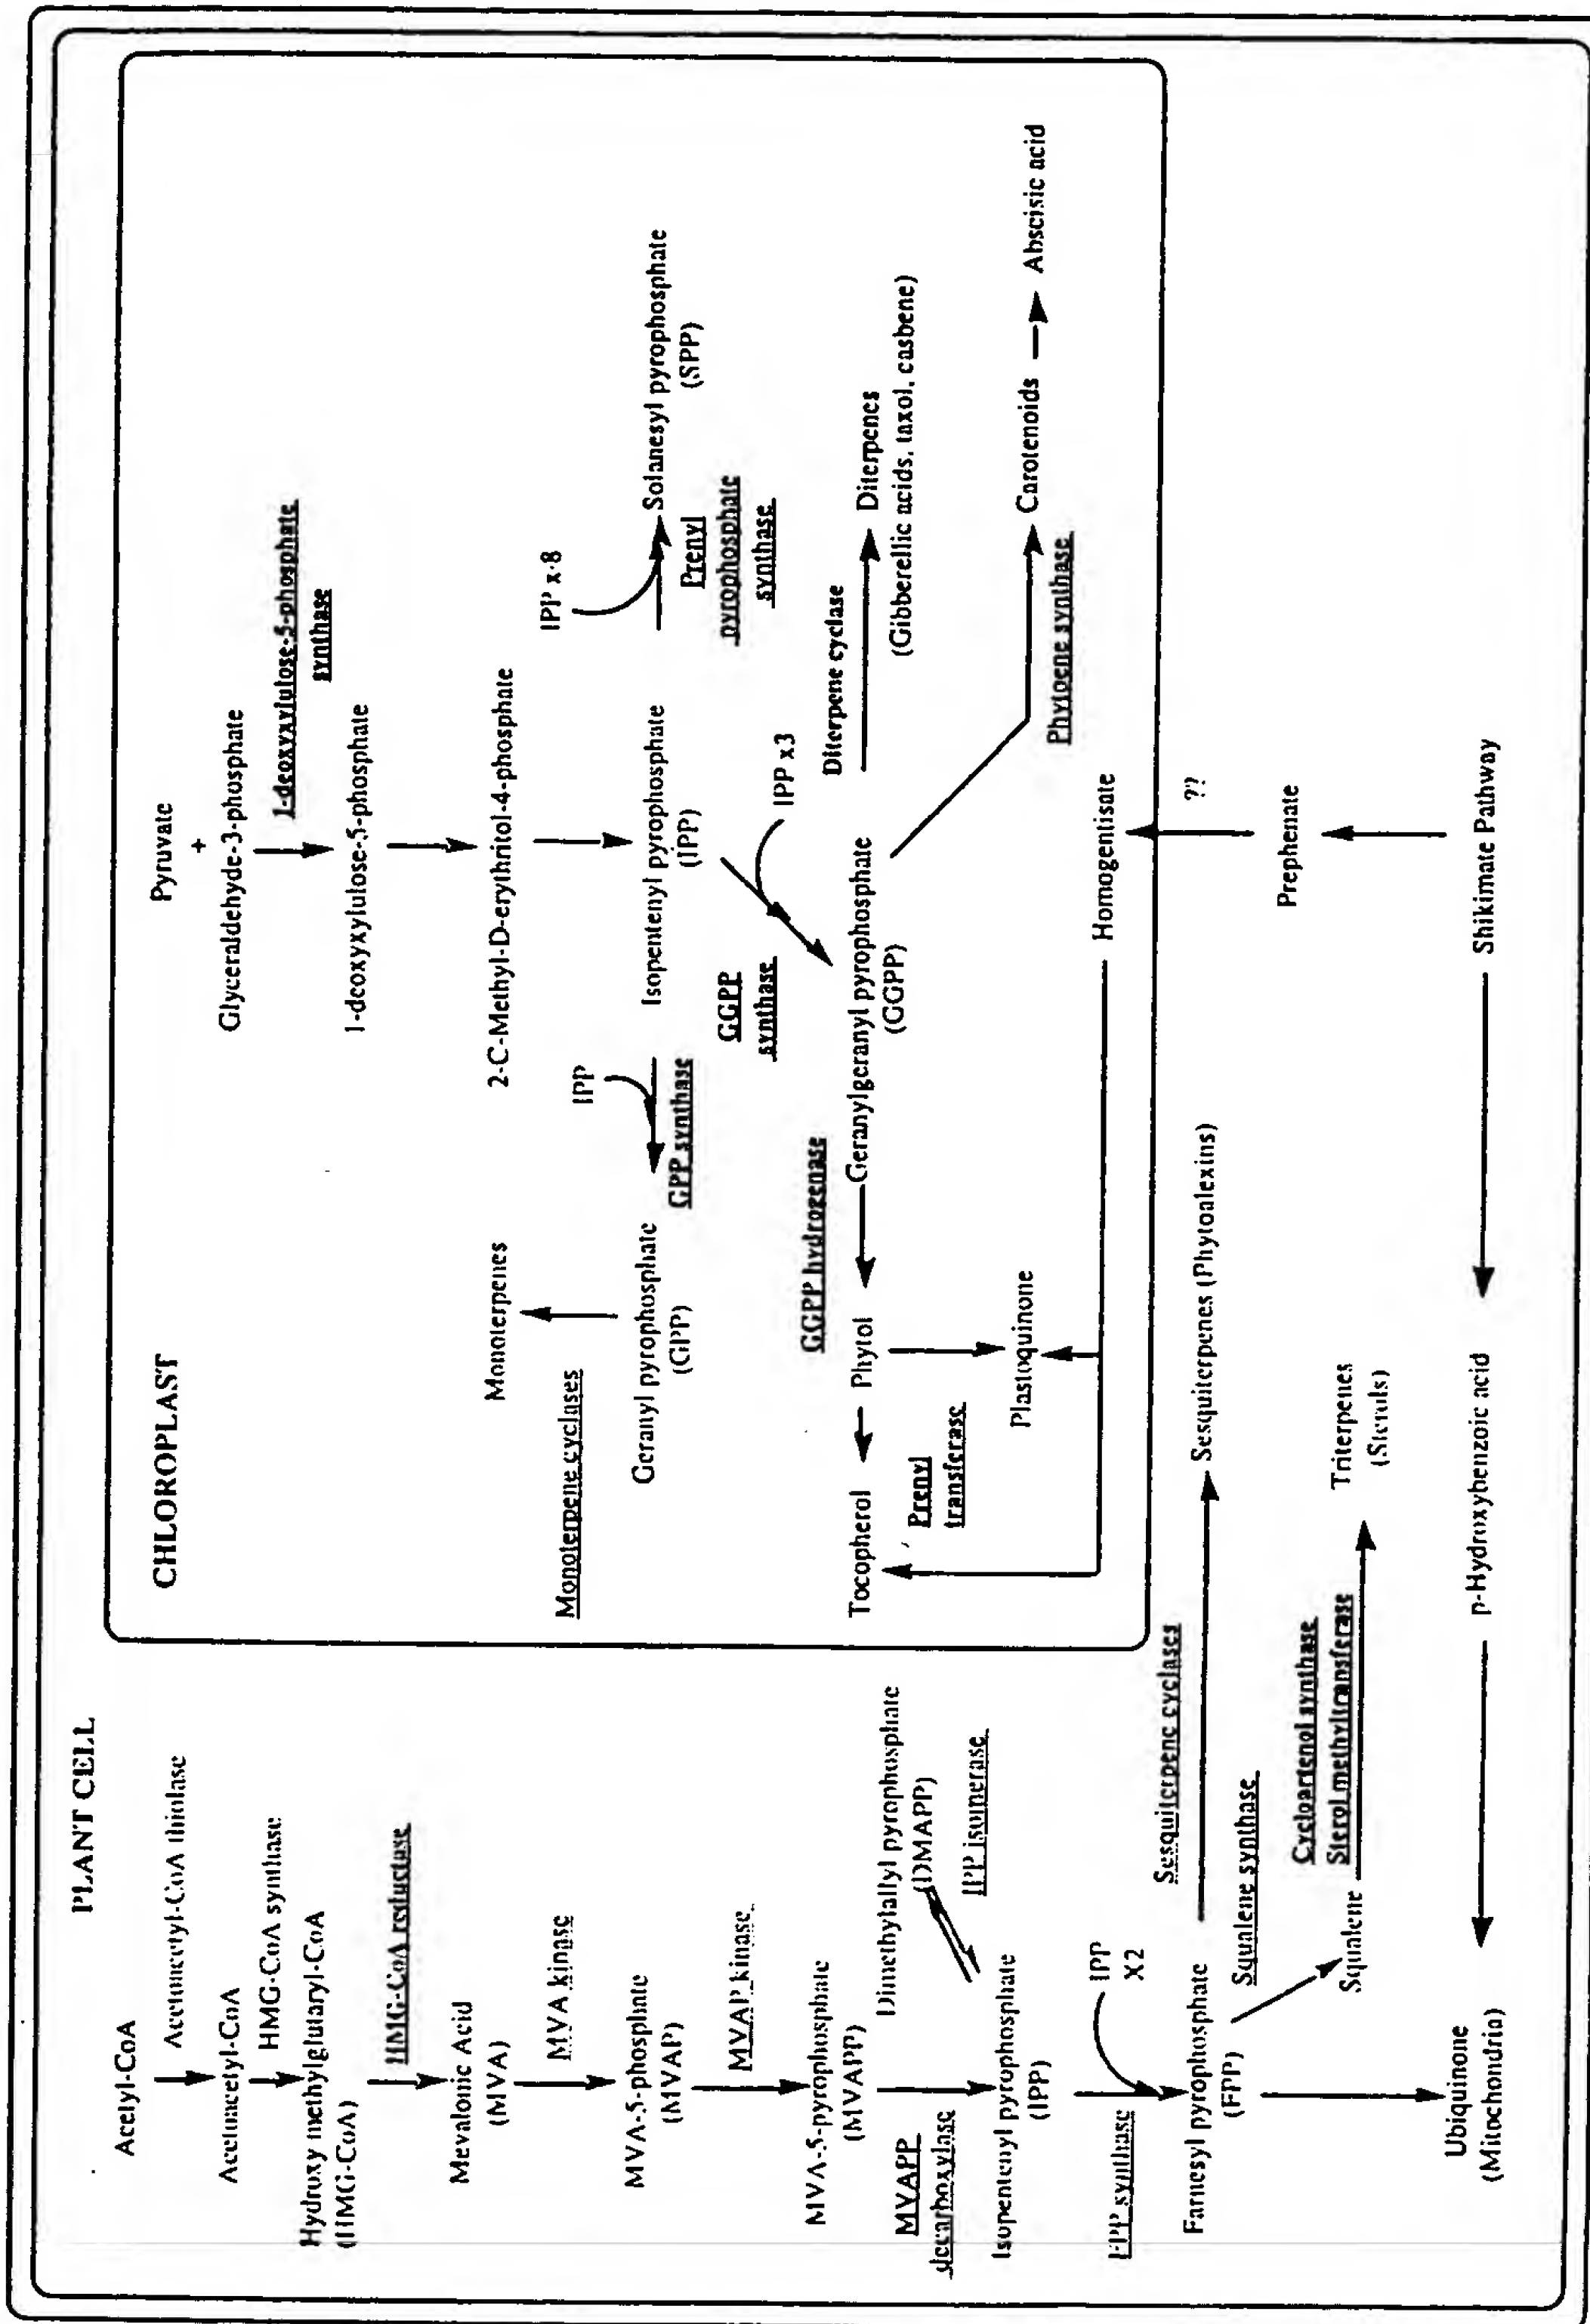 PLANT CELL
Acetyl-CoA
Acetoacetyl-CoA thiolase
Acetoacetyl-CoA
HMG-CoA synthase
Hydroxy methylglutaryl-CoA
(HMG-CoA)
HMG-CoA reductase
Mevalonic Acid
(MVA)
MVA kinase
MVA-5-phosphate
(MVAP)
MVAP kinase
MVA-5-pyrophosphate
(MVAPP)
MVAPP
decarboxylase
Dimethylallyl pyrophosphate
(DMAPP)
IPP isomerase
Isopentenyl pyrophosphate
(IPP)
IPP
X2
FPP synthase
Farnesyl pyrophosphate
(FPP)
Sesquiterpene cyclases
Sesquiterpenes (Phytoalexins)
Squalene synthase
Squalene
Cycloartenol synthase
Sterol methyltransferase
Triterpenes
(Sterols)
Ubiquinone
(Mitochondria)
p-Hydroxybenzoic acid
Shikimate Pathway
Prephenate
??
CHLOROPLAST
Pyruvate
+
Glyceraldehyde-3-phosphate
1-deoxyxylulose-5-phosphate
synthase
1-deoxyxylulose-5-phosphate
2-C-Methyl-D-erythritol-4-phosphate
Monoterpenes
Monoterpene cyclases
Geranyl pyrophosphate
(GPP)
IPP
GPP synthase
Isopentenyl pyrophosphate
(IPP)
IPP x 8
Solanesyl pyrophosphate
(SPP)
Prenyl
pyrophosphate
synthase
GGPP
synthase
IPP x3
GGPP hydrogenase
Geranylgeranyl pyrophosphate
(GGPP)
Diterpene cyclase
Diterpenes
(Gibberellic acids, taxol, casbene)
Tocopherol
Phytol
Prenyl
transferase
Plastoquinone
Phytoene synthase
Carotenoids
Abscisic acid
Homogentisate